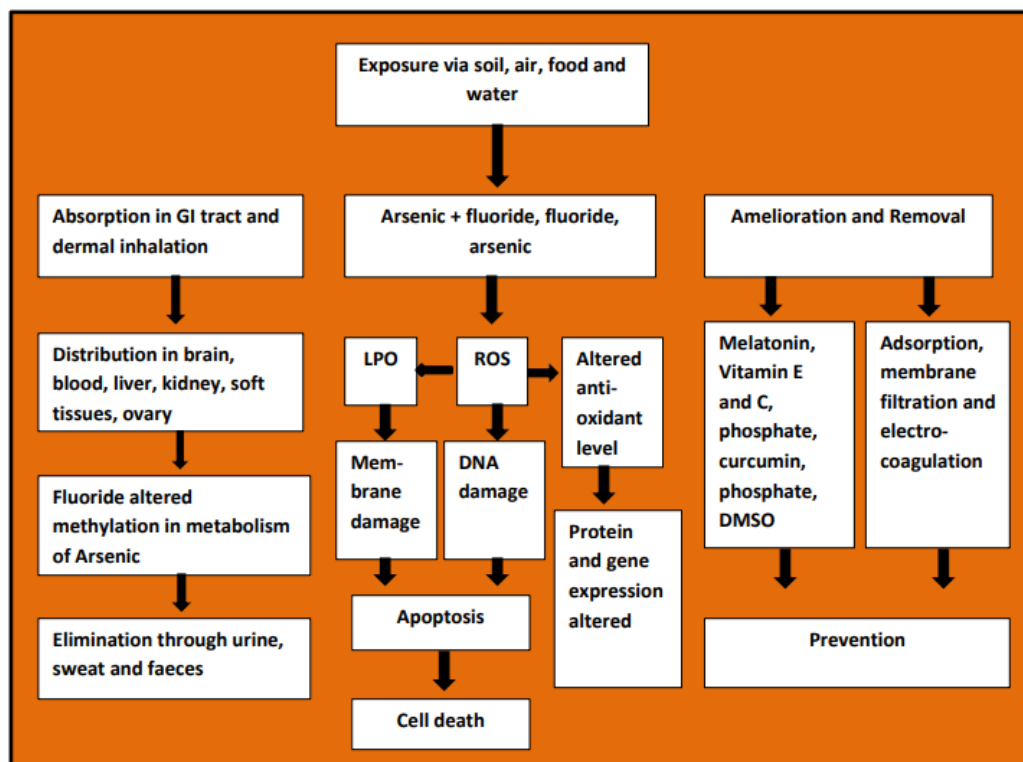 Exposure via soil, air, food and
water
Absorption in GI tract and
dermal inhalation
Arsenic + fluoride, fluoride,
arsenic
Amelioration and Removal
Distribution in brain,
blood, liver, kidney, soft
tissues, ovary
LPO
ROS
Altered
anti-
oxidant
level
Melatonin,
Vitamin E
and C,
phosphate,
curcumin,
phosphate,
DMSO
Adsorption,
membrane
filtration and
electro-
coagulation
Fluoride altered
methylation in metabolism
of Arsenic
Mem-
brane
damage
DNA
damage
Protein
and gene
expression
altered
Elimination through urine,
sweat and faeces
Apoptosis
Prevention
Cell death